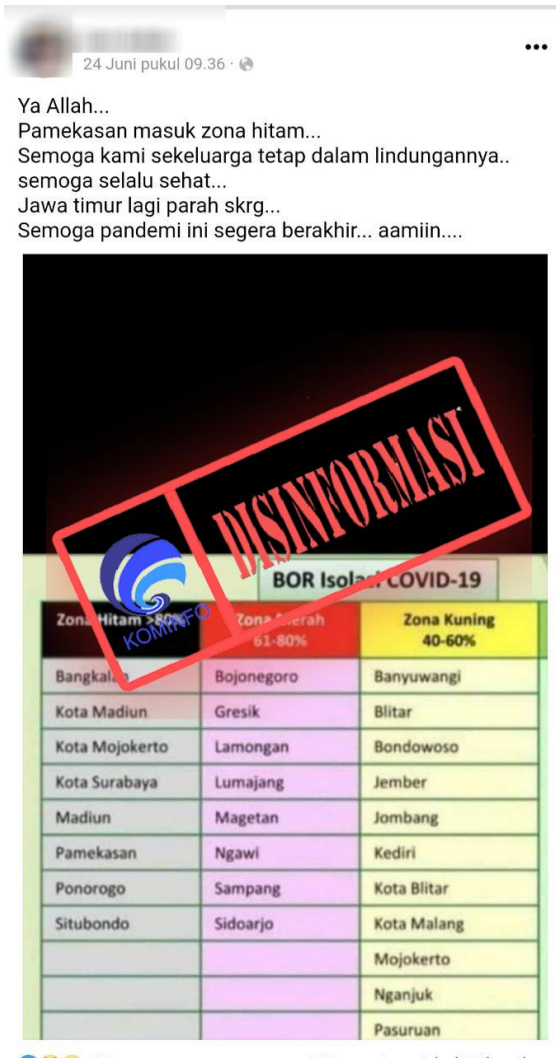 24 Juni pukul 09.36 ·
Ya Allah...
Pamekasan masuk zona hitam...
Semoga kami sekeluarga tetap dalam lindungannya..
semoga selalu sehat...
Jawa timur lagi parah skrg...
Semoga pandemi ini segera berakhir... aamiin....
DISINFORMASI
KOMINFO
BOR Isolasi COVID-19
Zona Hitam >80% Zona Merah 61-80% Zona Kuning 40-60%
Bangkalan Bojonegoro Banyuwangi
Kota Madiun Gresik Blitar
Kota Mojokerto Lamongan Bondowoso
Kota Surabaya Lumajang Jember
Madiun Magetan Jombang
Pamekasan Ngawi Kediri
Ponorogo Sampang Kota Blitar
Situbondo Sidoarjo Kota Malang
Mojokerto
Nganjuk
Pasuruan